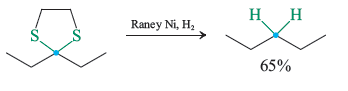 S S
Raney Ni, H₂
H H
65%